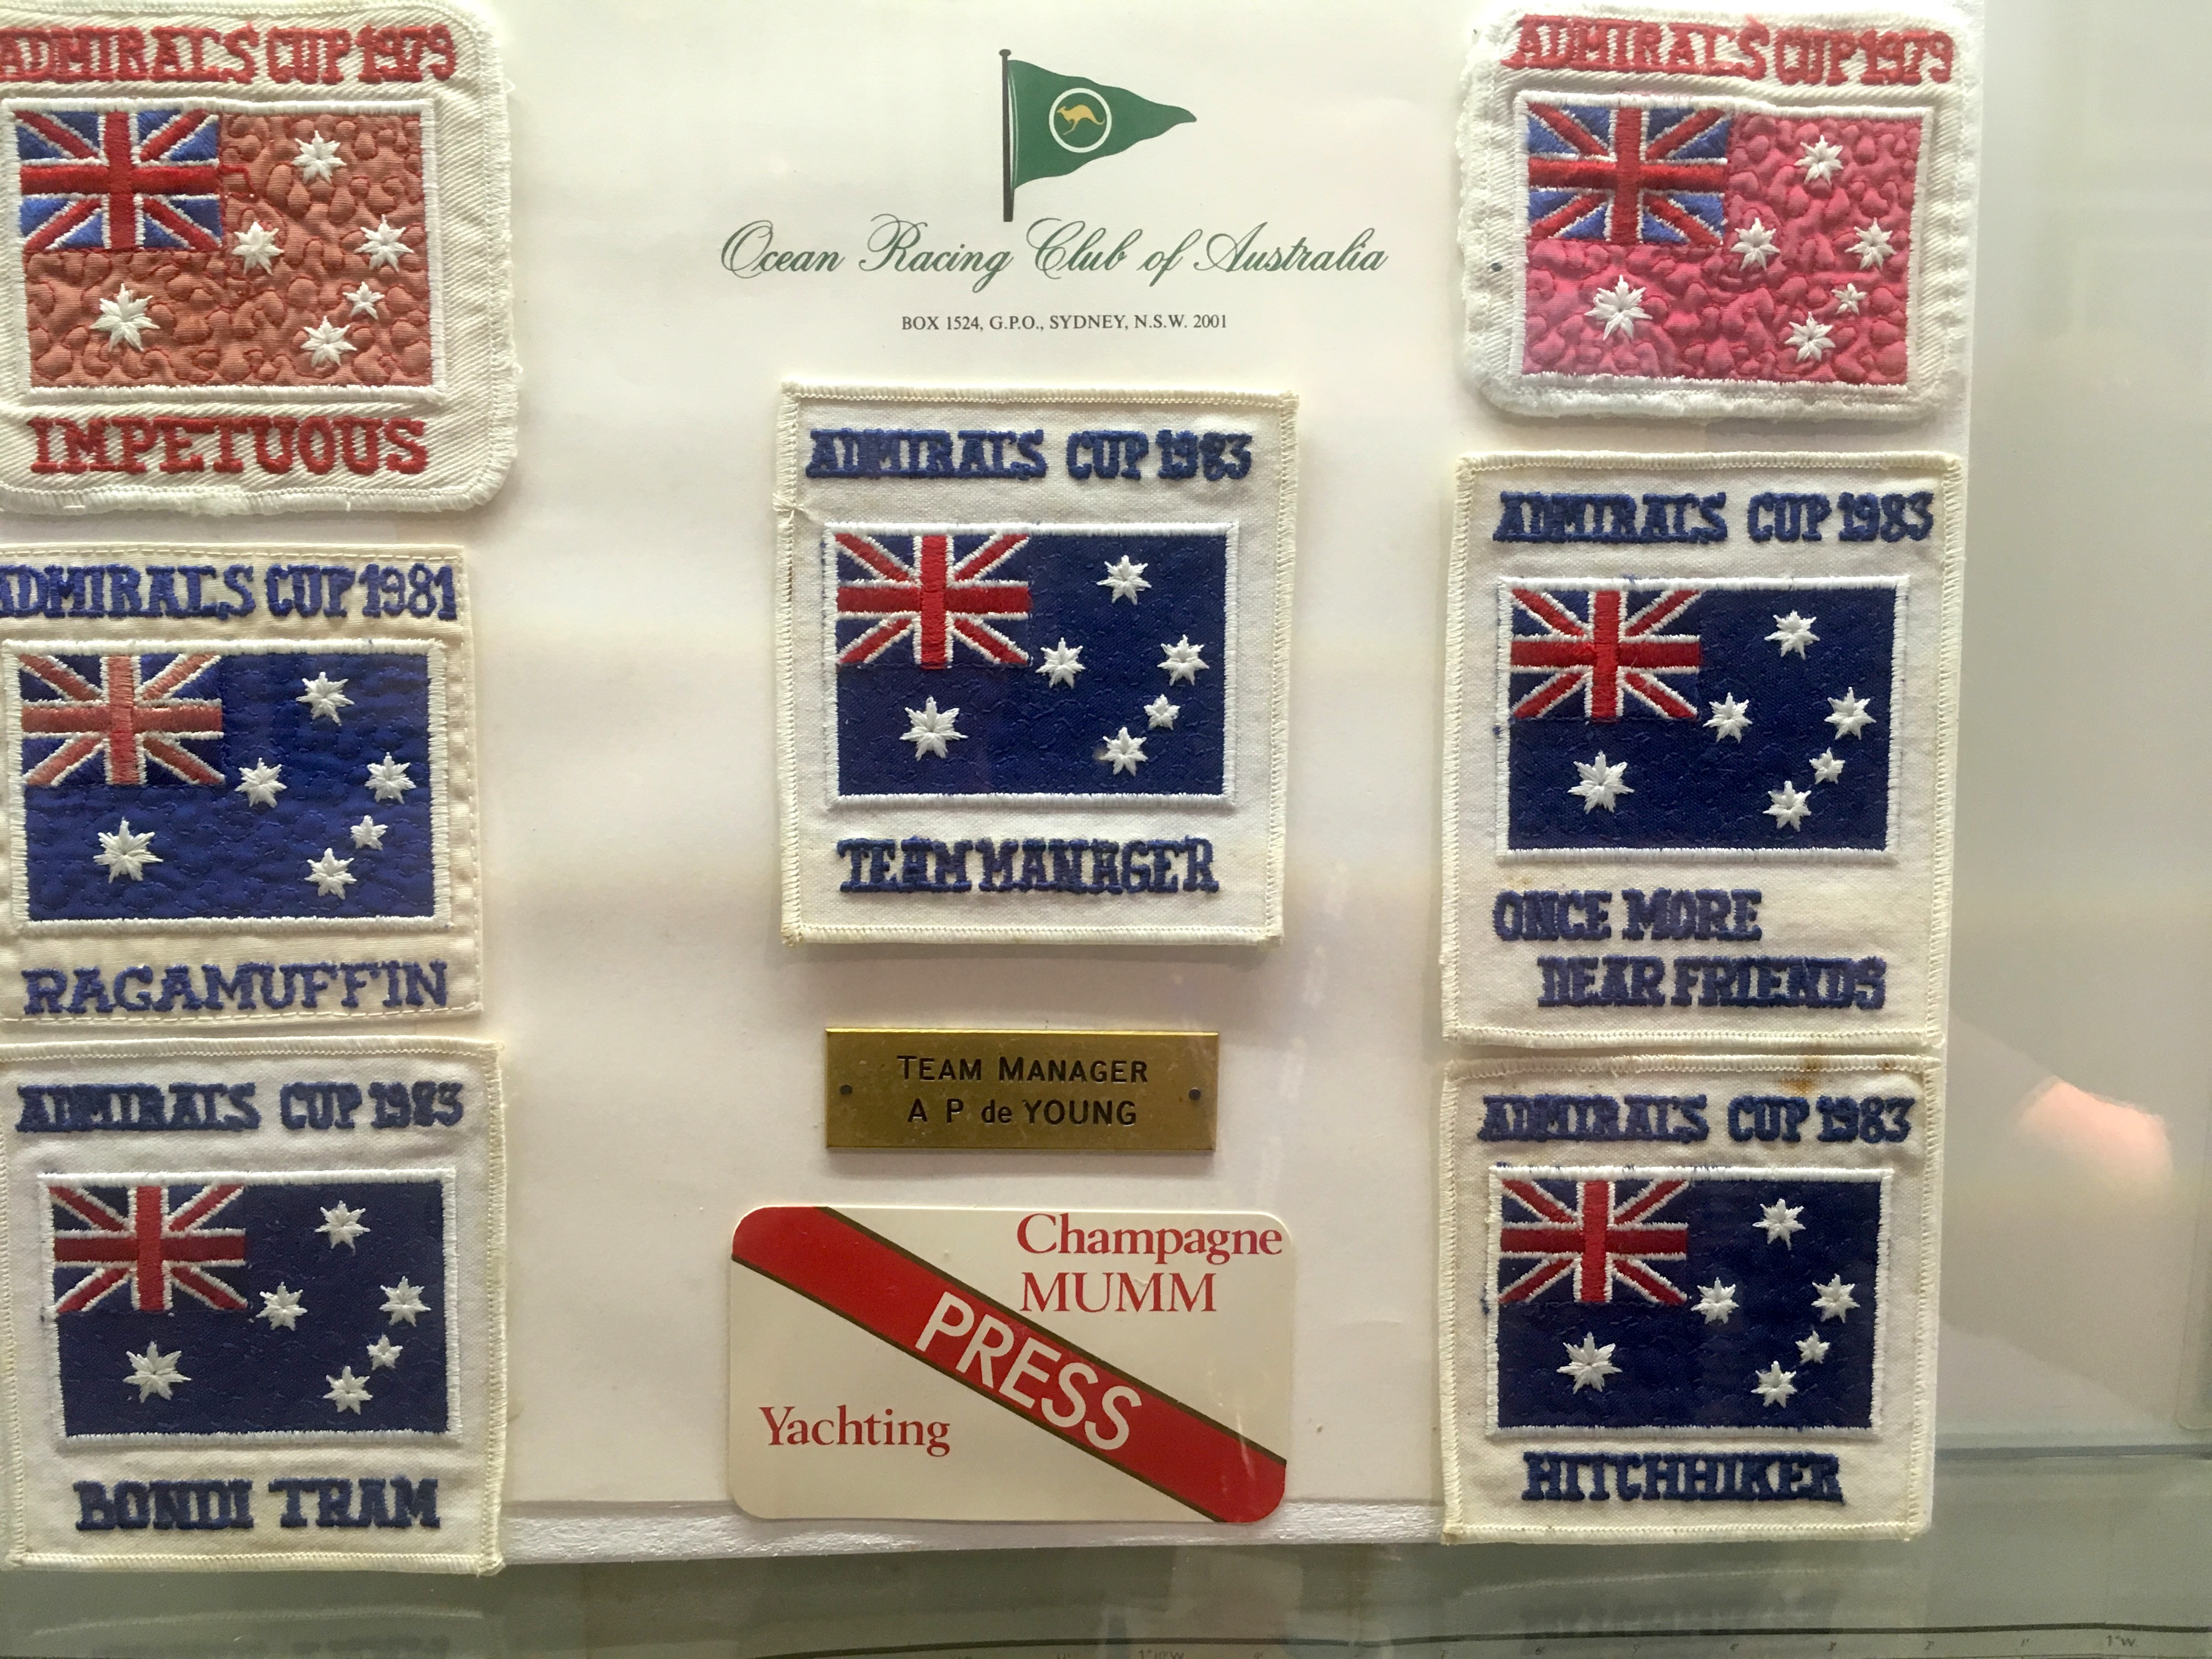 ADMIRALS CUP 1979
IMPETUOUS
ADMIRALS CUP 1981
RAGAMUFFIN
ADMIRALS CUP 1983
BONDI TRAM
Ocean Racing Club of Australia
BOX 1524, G.P.O., SYDNEY, N.S.W. 2001
ADMIRALS CUP 1983
TEAM MANAGER
TEAM MANAGER
A P de YOUNG
Champagne
MUMM
PRESS
Yachting
ADMIRALS CUP 1979
ADMIRALS CUP 1983
ONCE MORE
DEAR FRIENDS
ADMIRALS CUP 1983
HITCHHIKER